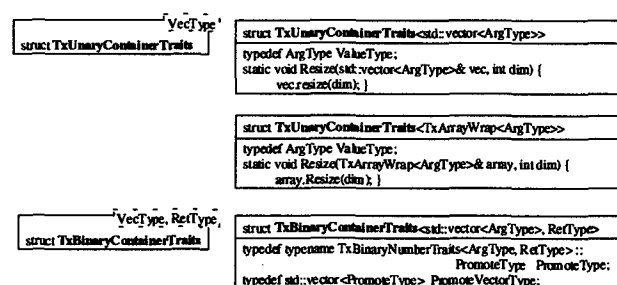 VecType
struct TxUnaryContainerTraits
struct TxUnaryContainerTraits<std::vector<ArgType>>
typedef ArgType ValueType;
static void Resize(std::vector<ArgType>& vec, int dim) {
vec.resize(dim); }
struct TxUnaryContainerTraits<TxArrayWrap<ArgType>>
typedef ArgType ValueType;
static void Resize(TxArrayWrap<ArgType>& array, int dim) {
array.Resize(dim); }
VecType, RetType
struct TxBinaryContainerTraits
struct TxBinaryContainerTraits<std::vector<ArgType>, RetType>
typedef typename TxBinaryNumberTraits<ArgType, RetType>::
PromoteType PromoteType;
typedef std::vector<PromoteType> PromoteVectorType;